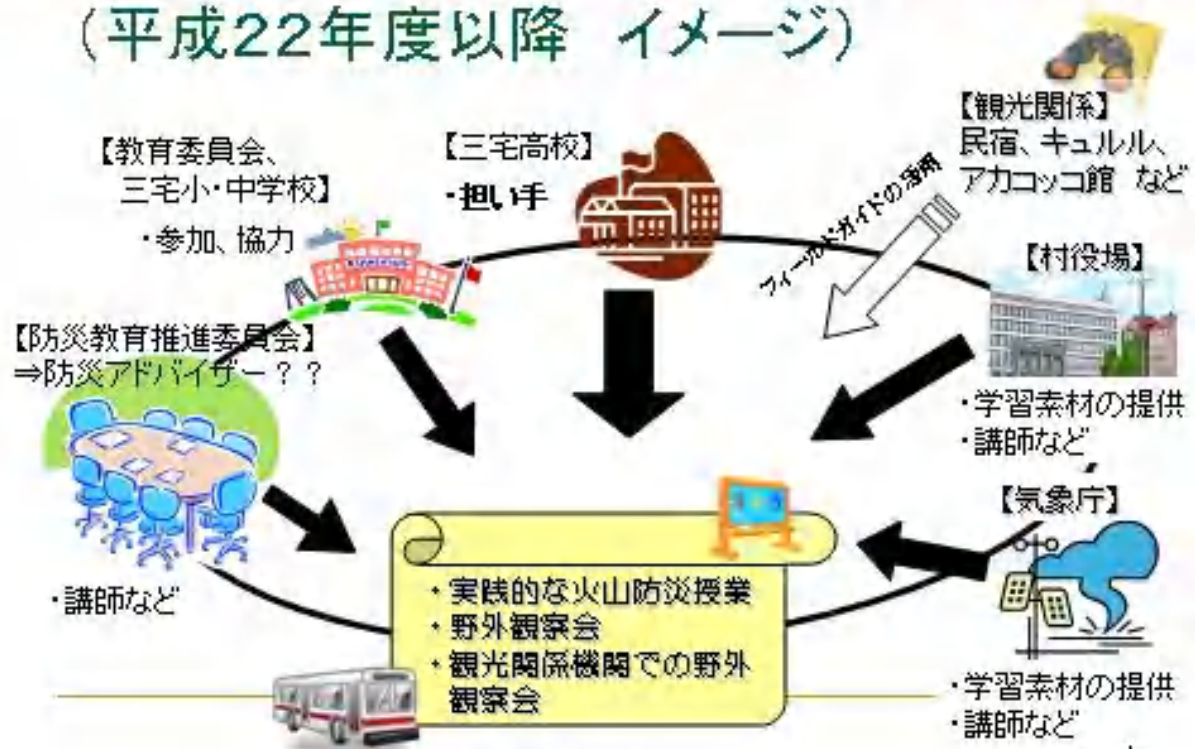 (平成22年度以降 イメージ)
【教育委員会、
三宅小・中学校】
・参加、協力
【三宅高校】
・担い手
【観光関係】
民宿、キュルル、
アカコッコ館 など
フィールドガイドの活用
【村役場】
・学習素材の提供
・講師など
【防災教育推進委員会】
⇒防災アドバイザー??
・講師など
【気象庁】
・学習素材の提供
・講師など
・実践的な火山防災授業
・野外観察会
・観光関係機関での野外
観察会